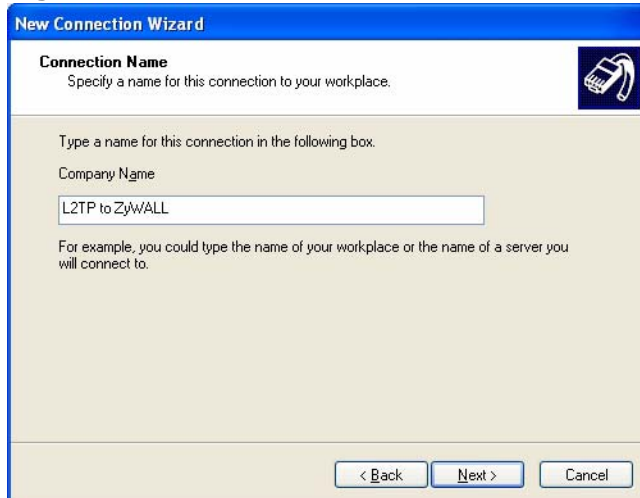 New Connection Wizard
Connection Name
Specify a name for this connection to your workplace.
Type a name for this connection in the following box.
Company Name
L2TP to ZyWALL
For example, you could type the name of your workplace or the name of a server you
will connect to.
< Back
Next >
Cancel